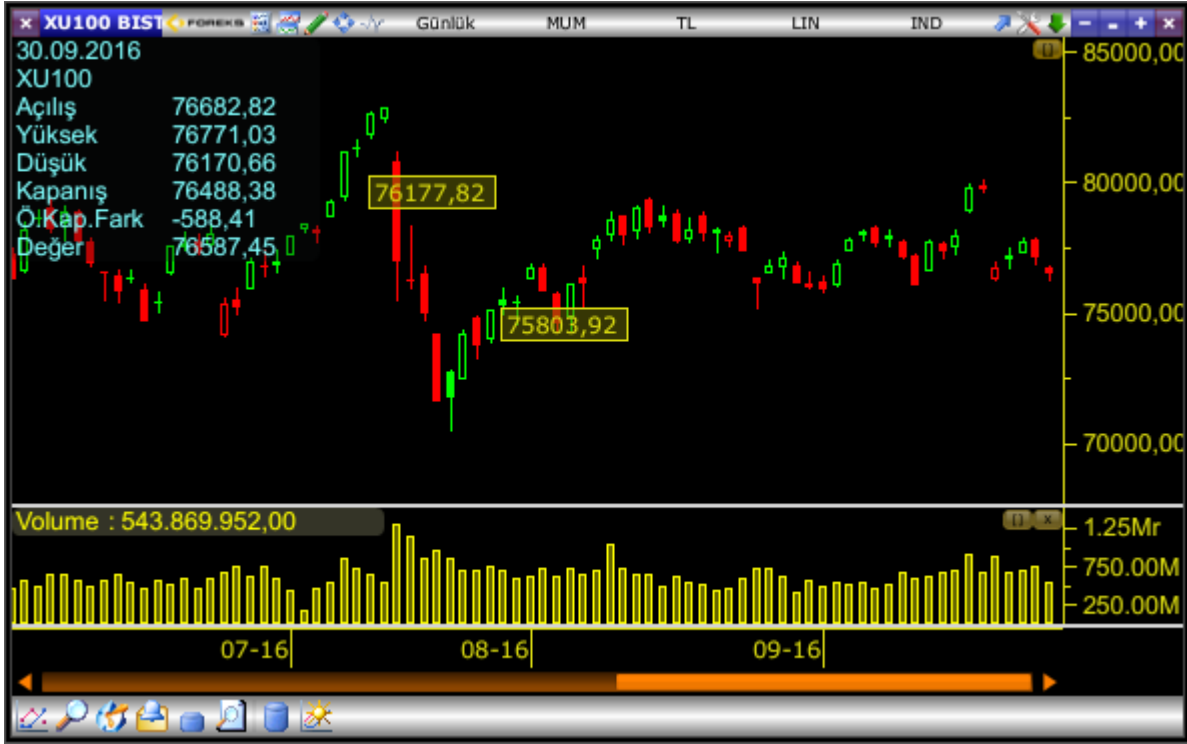 XU100 BIST FOREKS Günlük MUM TL LIN IND
30.09.2016
XU100
Açılış 76682,82
Yüksek 76771,03
Düşük 76170,66
Kapanış 76488,38
Ö.Kap.Fark -588,41
Değer 76587,45
76177,82
75803,92
85000,00
80000,00
75000,00
70000,00
Volume : 543.869.952,00
1.25Mr
750.00M
250.00M
07-16 08-16 09-16